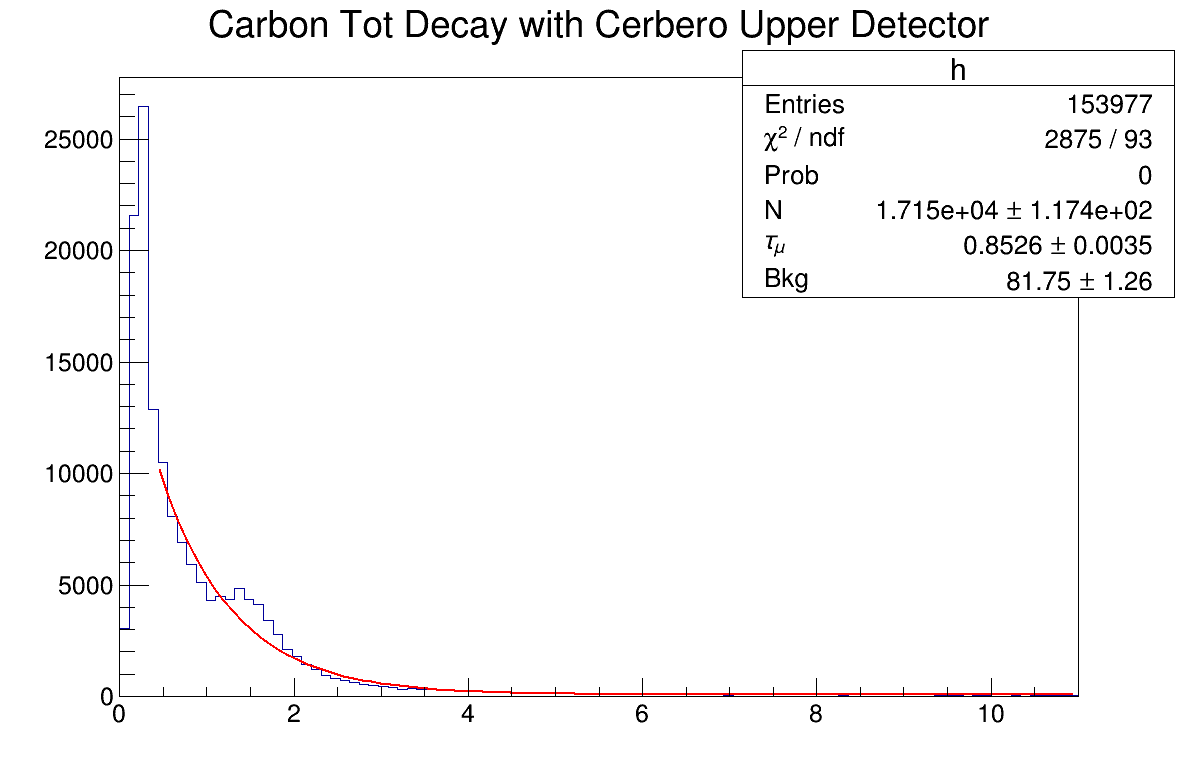 Carbon Tot Decay with Cerbero Upper Detector
h
Entries 153977
χ² / ndf 2875 / 93
Prob 0
N 1.715e+04 ± 1.174e+02
τμ 0.8526 ± 0.0035
Bkg 81.75 ± 1.26
25000
20000
15000
10000
5000
0
0 2 4 6 8 10